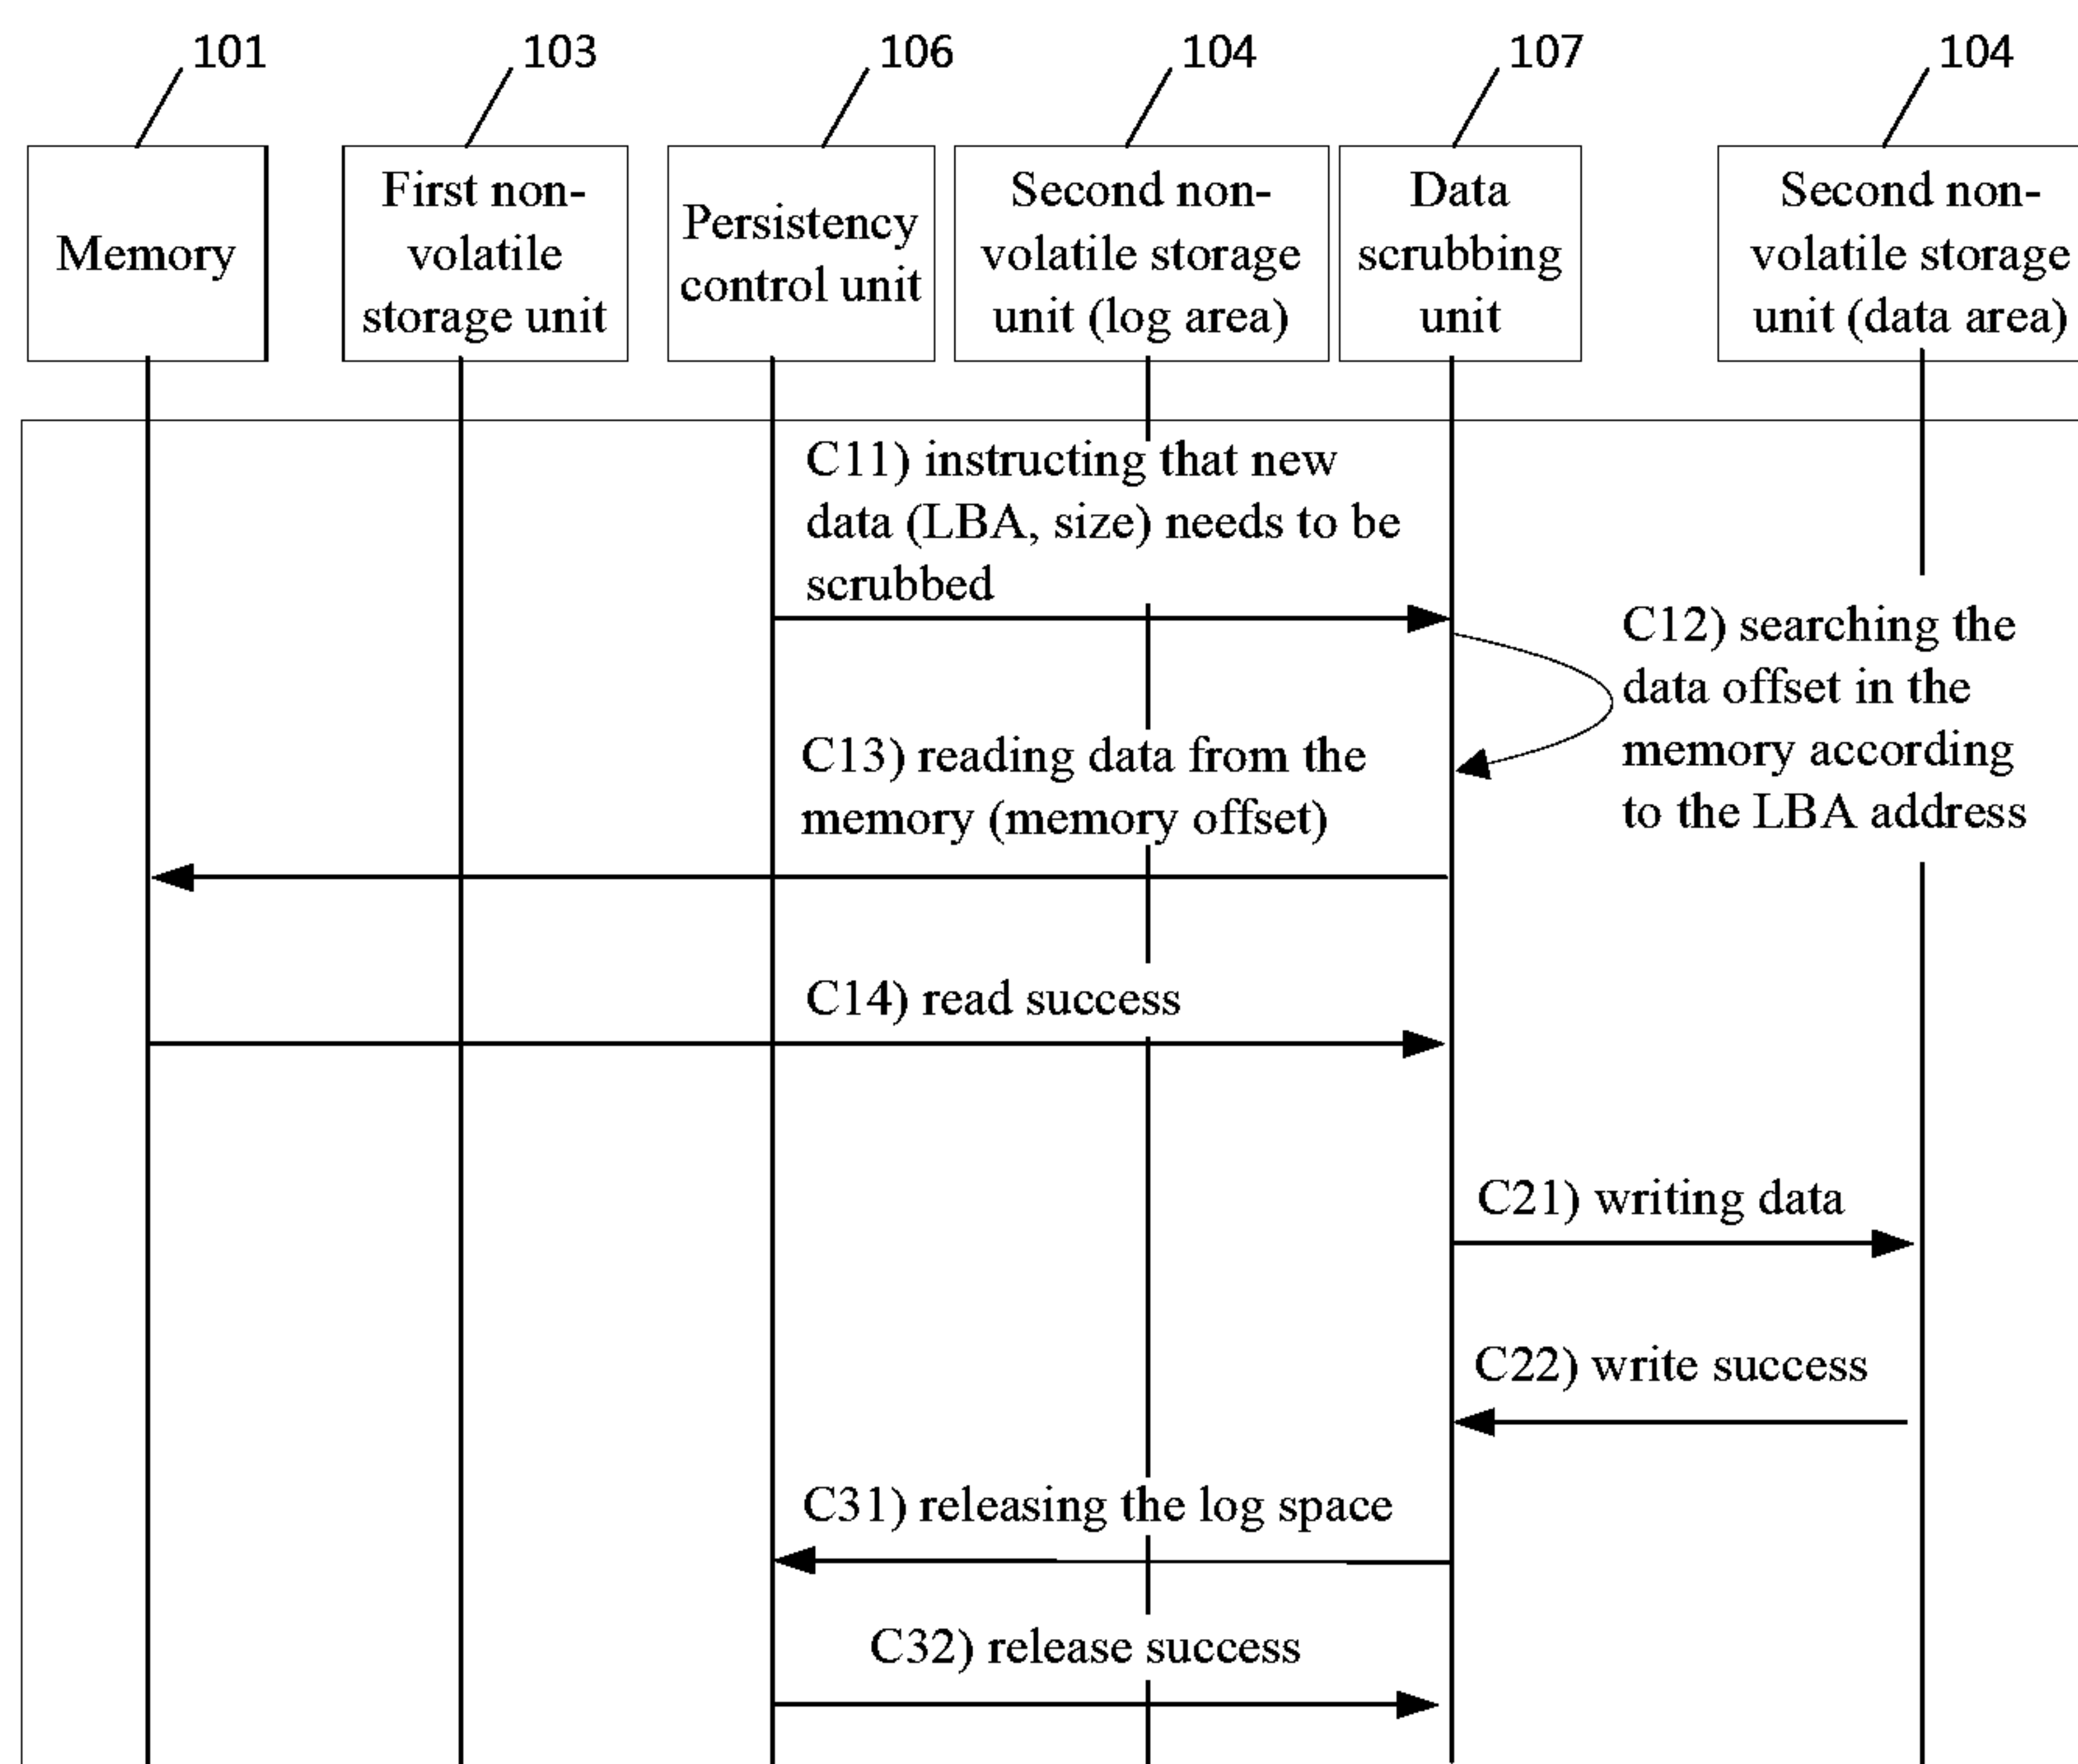 101
103
106
104
107
104
Memory
First non-
volatile
storage unit
Persistency
control unit
Second non-
volatile storage
unit (log area)
Data
scrubbing
unit
Second non-
volatile storage
unit (data area)
C11) instructing that new
data (LBA, size) needs to be
scrubbed
C12) searching the
data offset in the
memory according
to the LBA address
C13) reading data from the
memory (memory offset)
C14) read success
C21) writing data
C22) write success
C31) releasing the log space
C32) release success